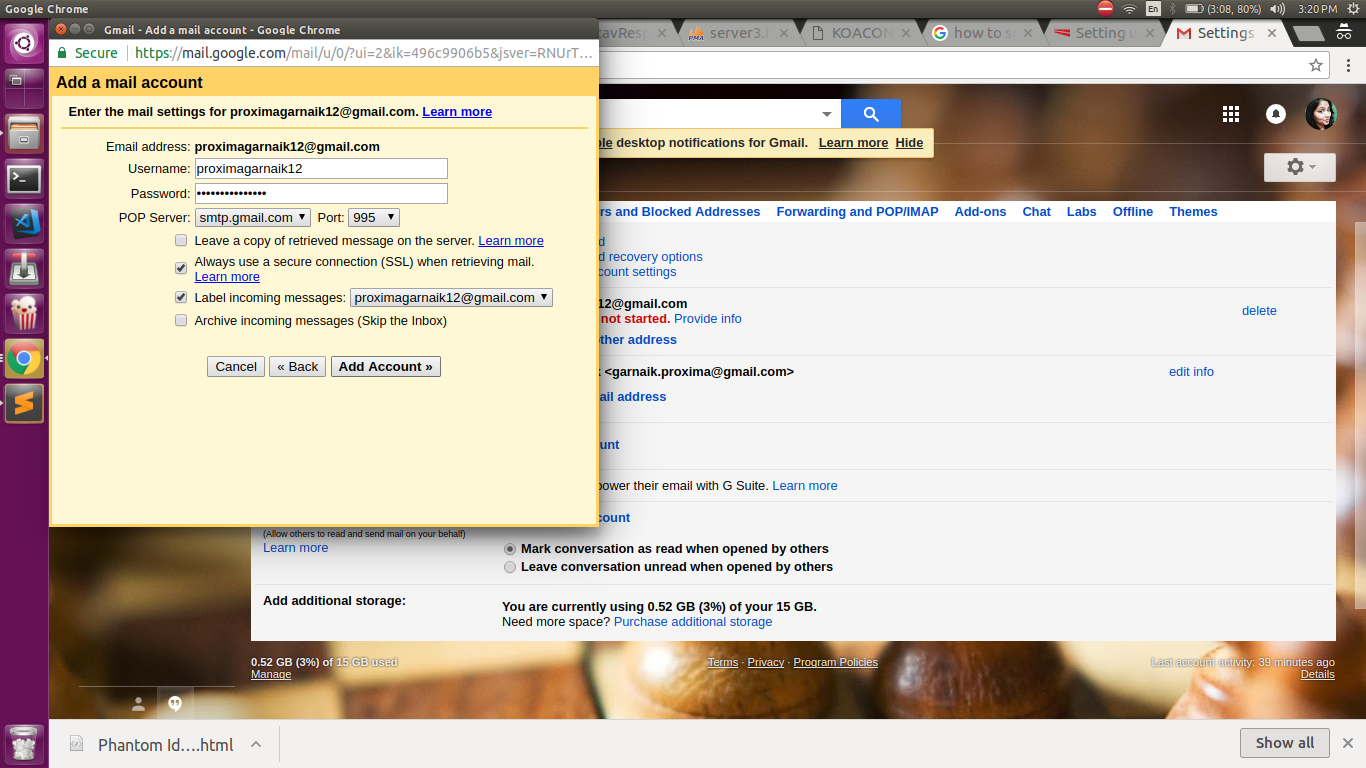 Google Chrome
En
(3:08, 80%)
3:20 PM
Gmail - Add a mail account - Google Chrome
Secure
https://mail.google.com/mail/u/0/?ui=2&ik=496c9906b5&jsver=RNUrT...
server3.
KOACON
how to s
Setting u
Settings
Add a mail account
Enter the mail settings for proximagarnaik12@gmail.com. Learn more
Email address: proximagarnaik12@gmail.com
Username: proximagarnaik12
Password: •••••••••••••••
POP Server: smtp.gmail.com Port: 995
Leave a copy of retrieved message on the server. Learn more
Always use a secure connection (SSL) when retrieving mail.
Learn more
Label incoming messages: proximagarnaik12@gmail.com
Archive incoming messages (Skip the Inbox)
Cancel
« Back
Add Account »
desktop notifications for Gmail. Learn more Hide
rs and Blocked Addresses
Forwarding and POP/IMAP
Add-ons
Chat
Labs
Offline
Themes
d
d recovery options
count settings
12@gmail.com
not started. Provide info
delete
ther address
<garnaik.proxima@gmail.com>
edit info
ail address
unt
power their email with G Suite. Learn more
count
(Allow others to read and send mail on your behalf)
Learn more
Mark conversation as read when opened by others
Leave conversation unread when opened by others
Add additional storage:
You are currently using 0.52 GB (3%) of your 15 GB.
Need more space? Purchase additional storage
0.52 GB (3%) of 15 GB used
Manage
Terms · Privacy · Program Policies
Last account activity: 39 minutes ago
Details
Phantom Id....html
Show all